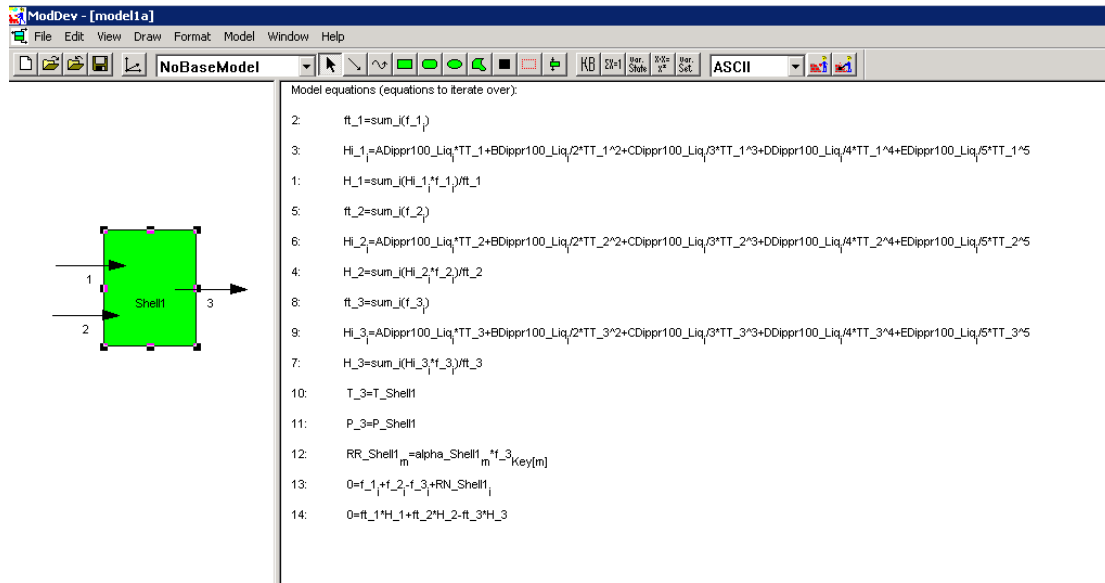 ModDev - [model1a]
File Edit View Draw Format Model Window Help
NoBaseModel KB ΣX=1 Var. State X·X= x* Var. Set. ASCII
Model equations (equations to iterate over):
2: ft_1=sum_i(f_1i)
3: Hi_1i=ADippr100_Liqi*TT_1+BDippr100_Liqi/2*TT_1^2+CDippr100_Liqi/3*TT_1^3+DDippr100_Liqi/4*TT_1^4+EDippr100_Liqi/5*TT_1^5
1: H_1=sum_i(Hi_1i*f_1i)/ft_1
5: ft_2=sum_i(f_2i)
6: Hi_2i=ADippr100_Liqi*TT_2+BDippr100_Liqi/2*TT_2^2+CDippr100_Liqi/3*TT_2^3+DDippr100_Liqi/4*TT_2^4+EDippr100_Liqi/5*TT_2^5
4: H_2=sum_i(Hi_2i*f_2i)/ft_2
8: ft_3=sum_i(f_3i)
9: Hi_3i=ADippr100_Liqi*TT_3+BDippr100_Liqi/2*TT_3^2+CDippr100_Liqi/3*TT_3^3+DDippr100_Liqi/4*TT_3^4+EDippr100_Liqi/5*TT_3^5
7: H_3=sum_i(Hi_3i*f_3i)/ft_3
10: T_3=T_Shell1
11: P_3=P_Shell1
12: RR_Shell1m=alpha_Shell1m*f_3Key[m]
13: 0=f_1i+f_2i-f_3i+RN_Shell1i
14: 0=ft_1*H_1+ft_2*H_2-ft_3*H_3
1
Shell1
3
2